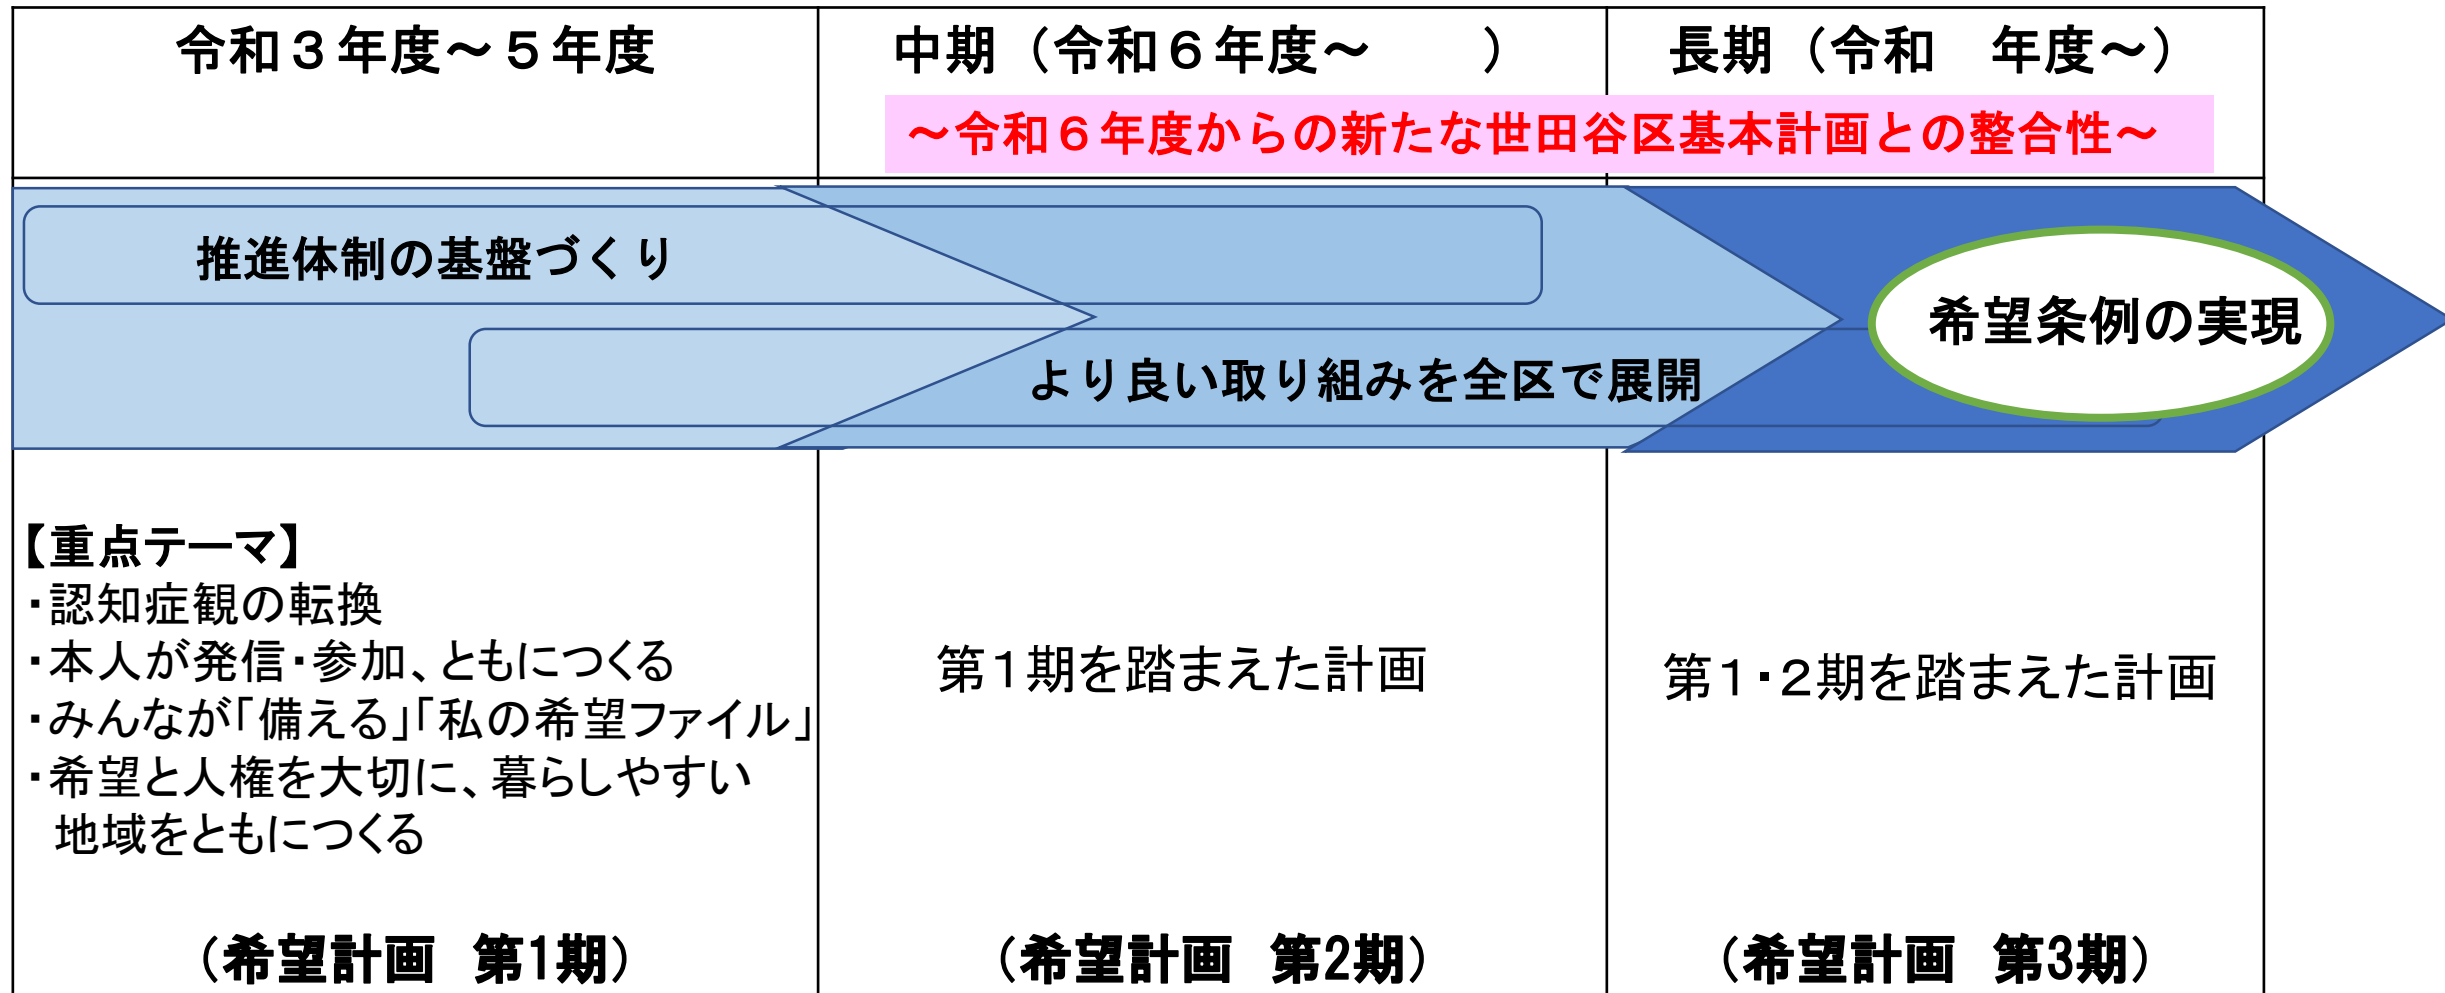 令和３年度～５年度
中期（令和６年度～　　）
長期（令和　年度～）
～令和６年度からの新たな世田谷区基本計画との整合性～
推進体制の基盤づくり
より良い取り組みを全区で展開
希望条例の実現
【重点テーマ】
・認知症観の転換
・本人が発信・参加、ともにつくる
・みんなが「備える」「私の希望ファイル」
・希望と人権を大切に、暮らしやすい
地域をともにつくる
（希望計画　第1期）
第１期を踏まえた計画
（希望計画　第2期）
第１・２期を踏まえた計画
（希望計画　第3期）